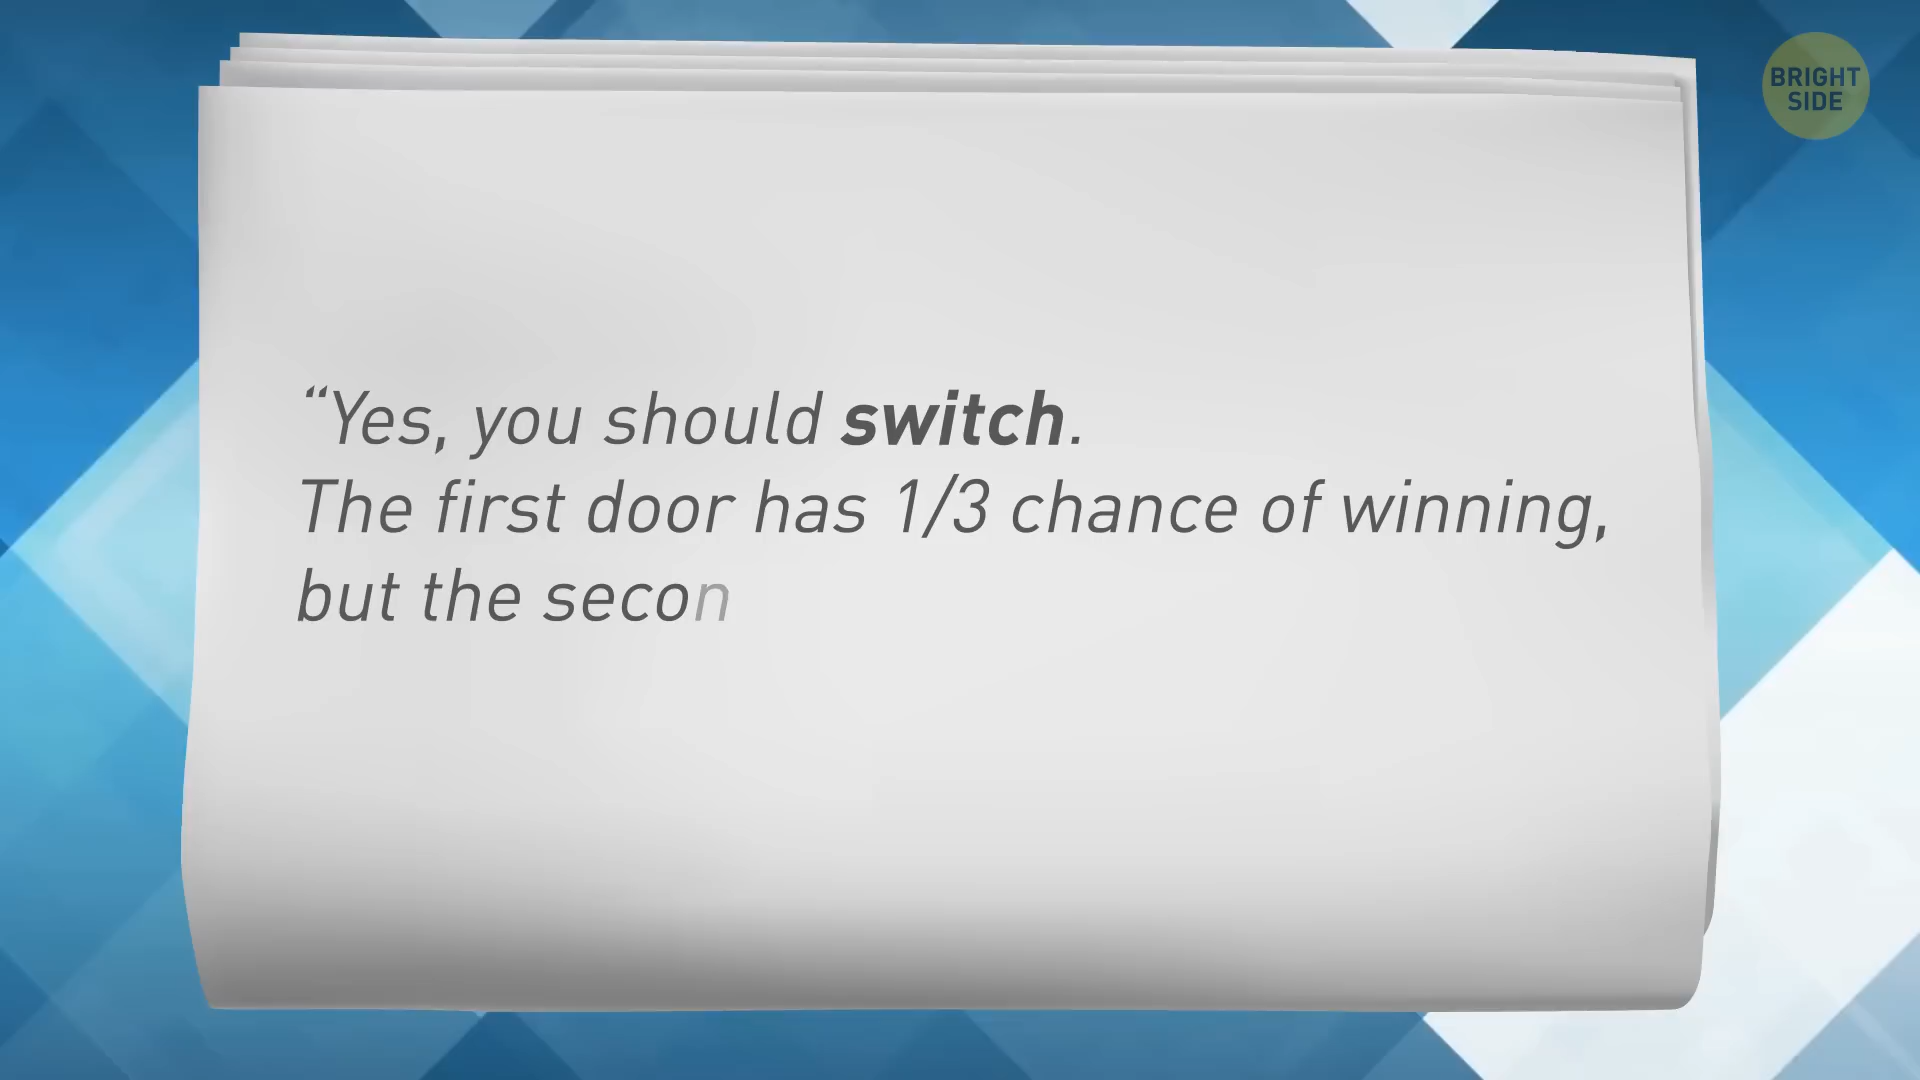 BRIGHT
SIDE
“Yes, you should switch.
The first door has 1/3 chance of winning,
but the secon